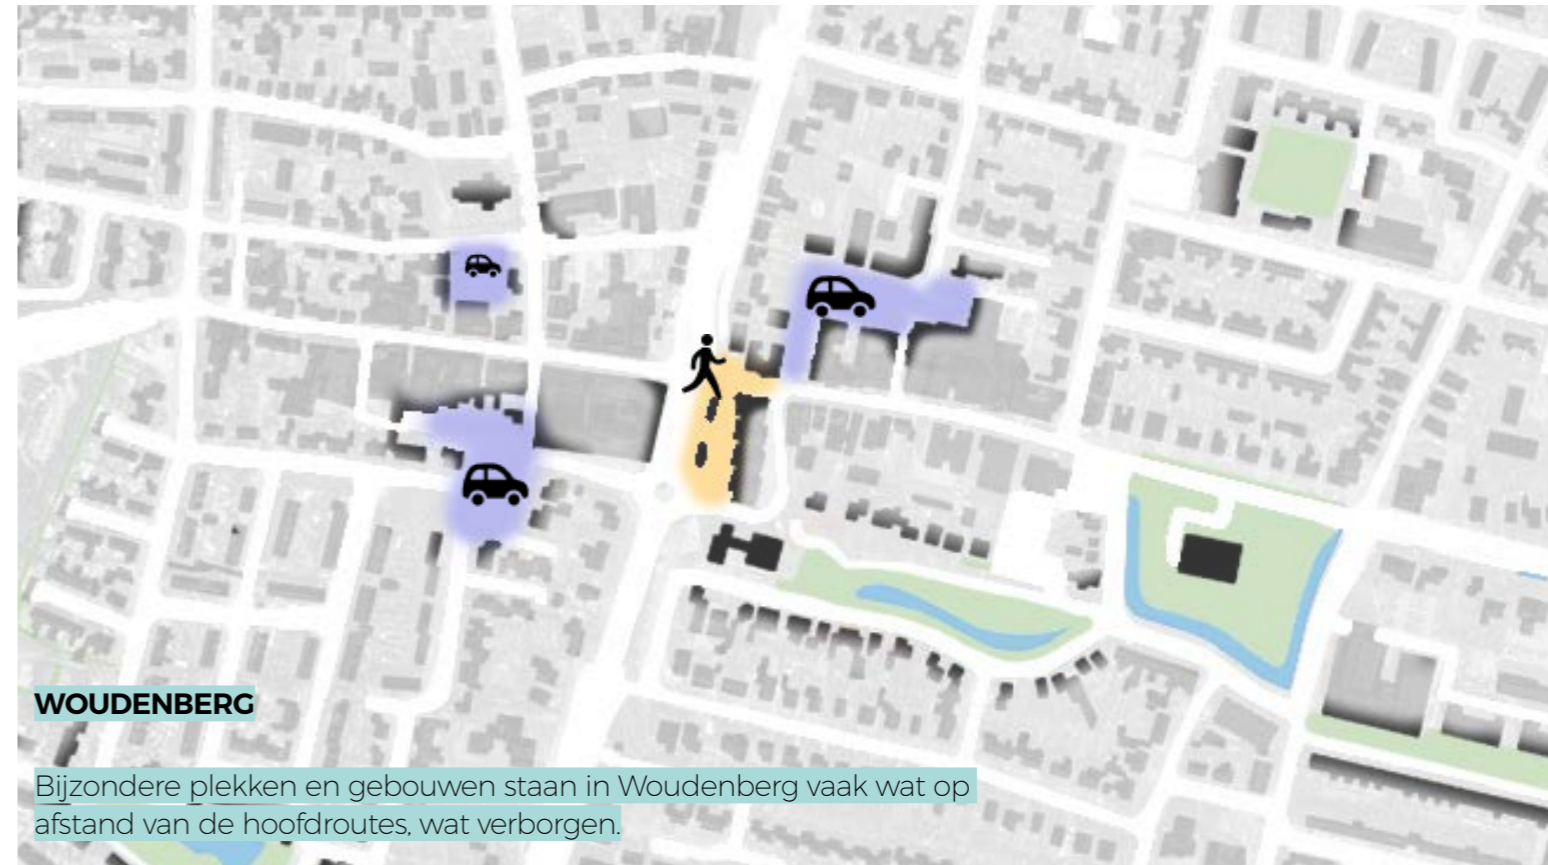 WOUDENBERG
Bijzondere plekken en gebouwen staan in Woudenberg vaak wat op
afstand van de hoofdroutes, wat verborgen.